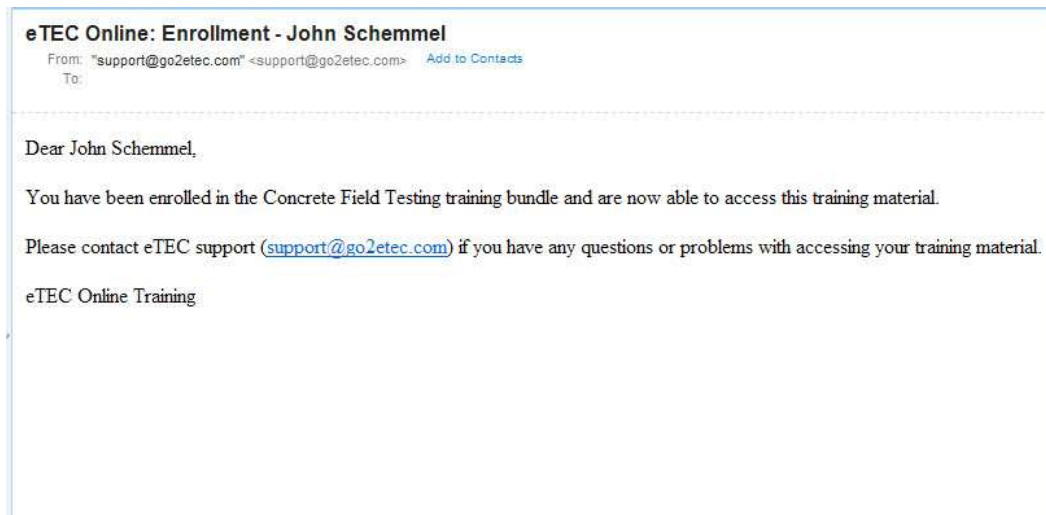 eTEC Online: Enrollment - John Schemmel
From: "support@go2etec.com" <support@go2etec.com> Add to Contacts
To:
Dear John Schemmel,
You have been enrolled in the Concrete Field Testing training bundle and are now able to access this training material.
Please contact eTEC support (support@go2etec.com) if you have any questions or problems with accessing your training material.
eTEC Online Training